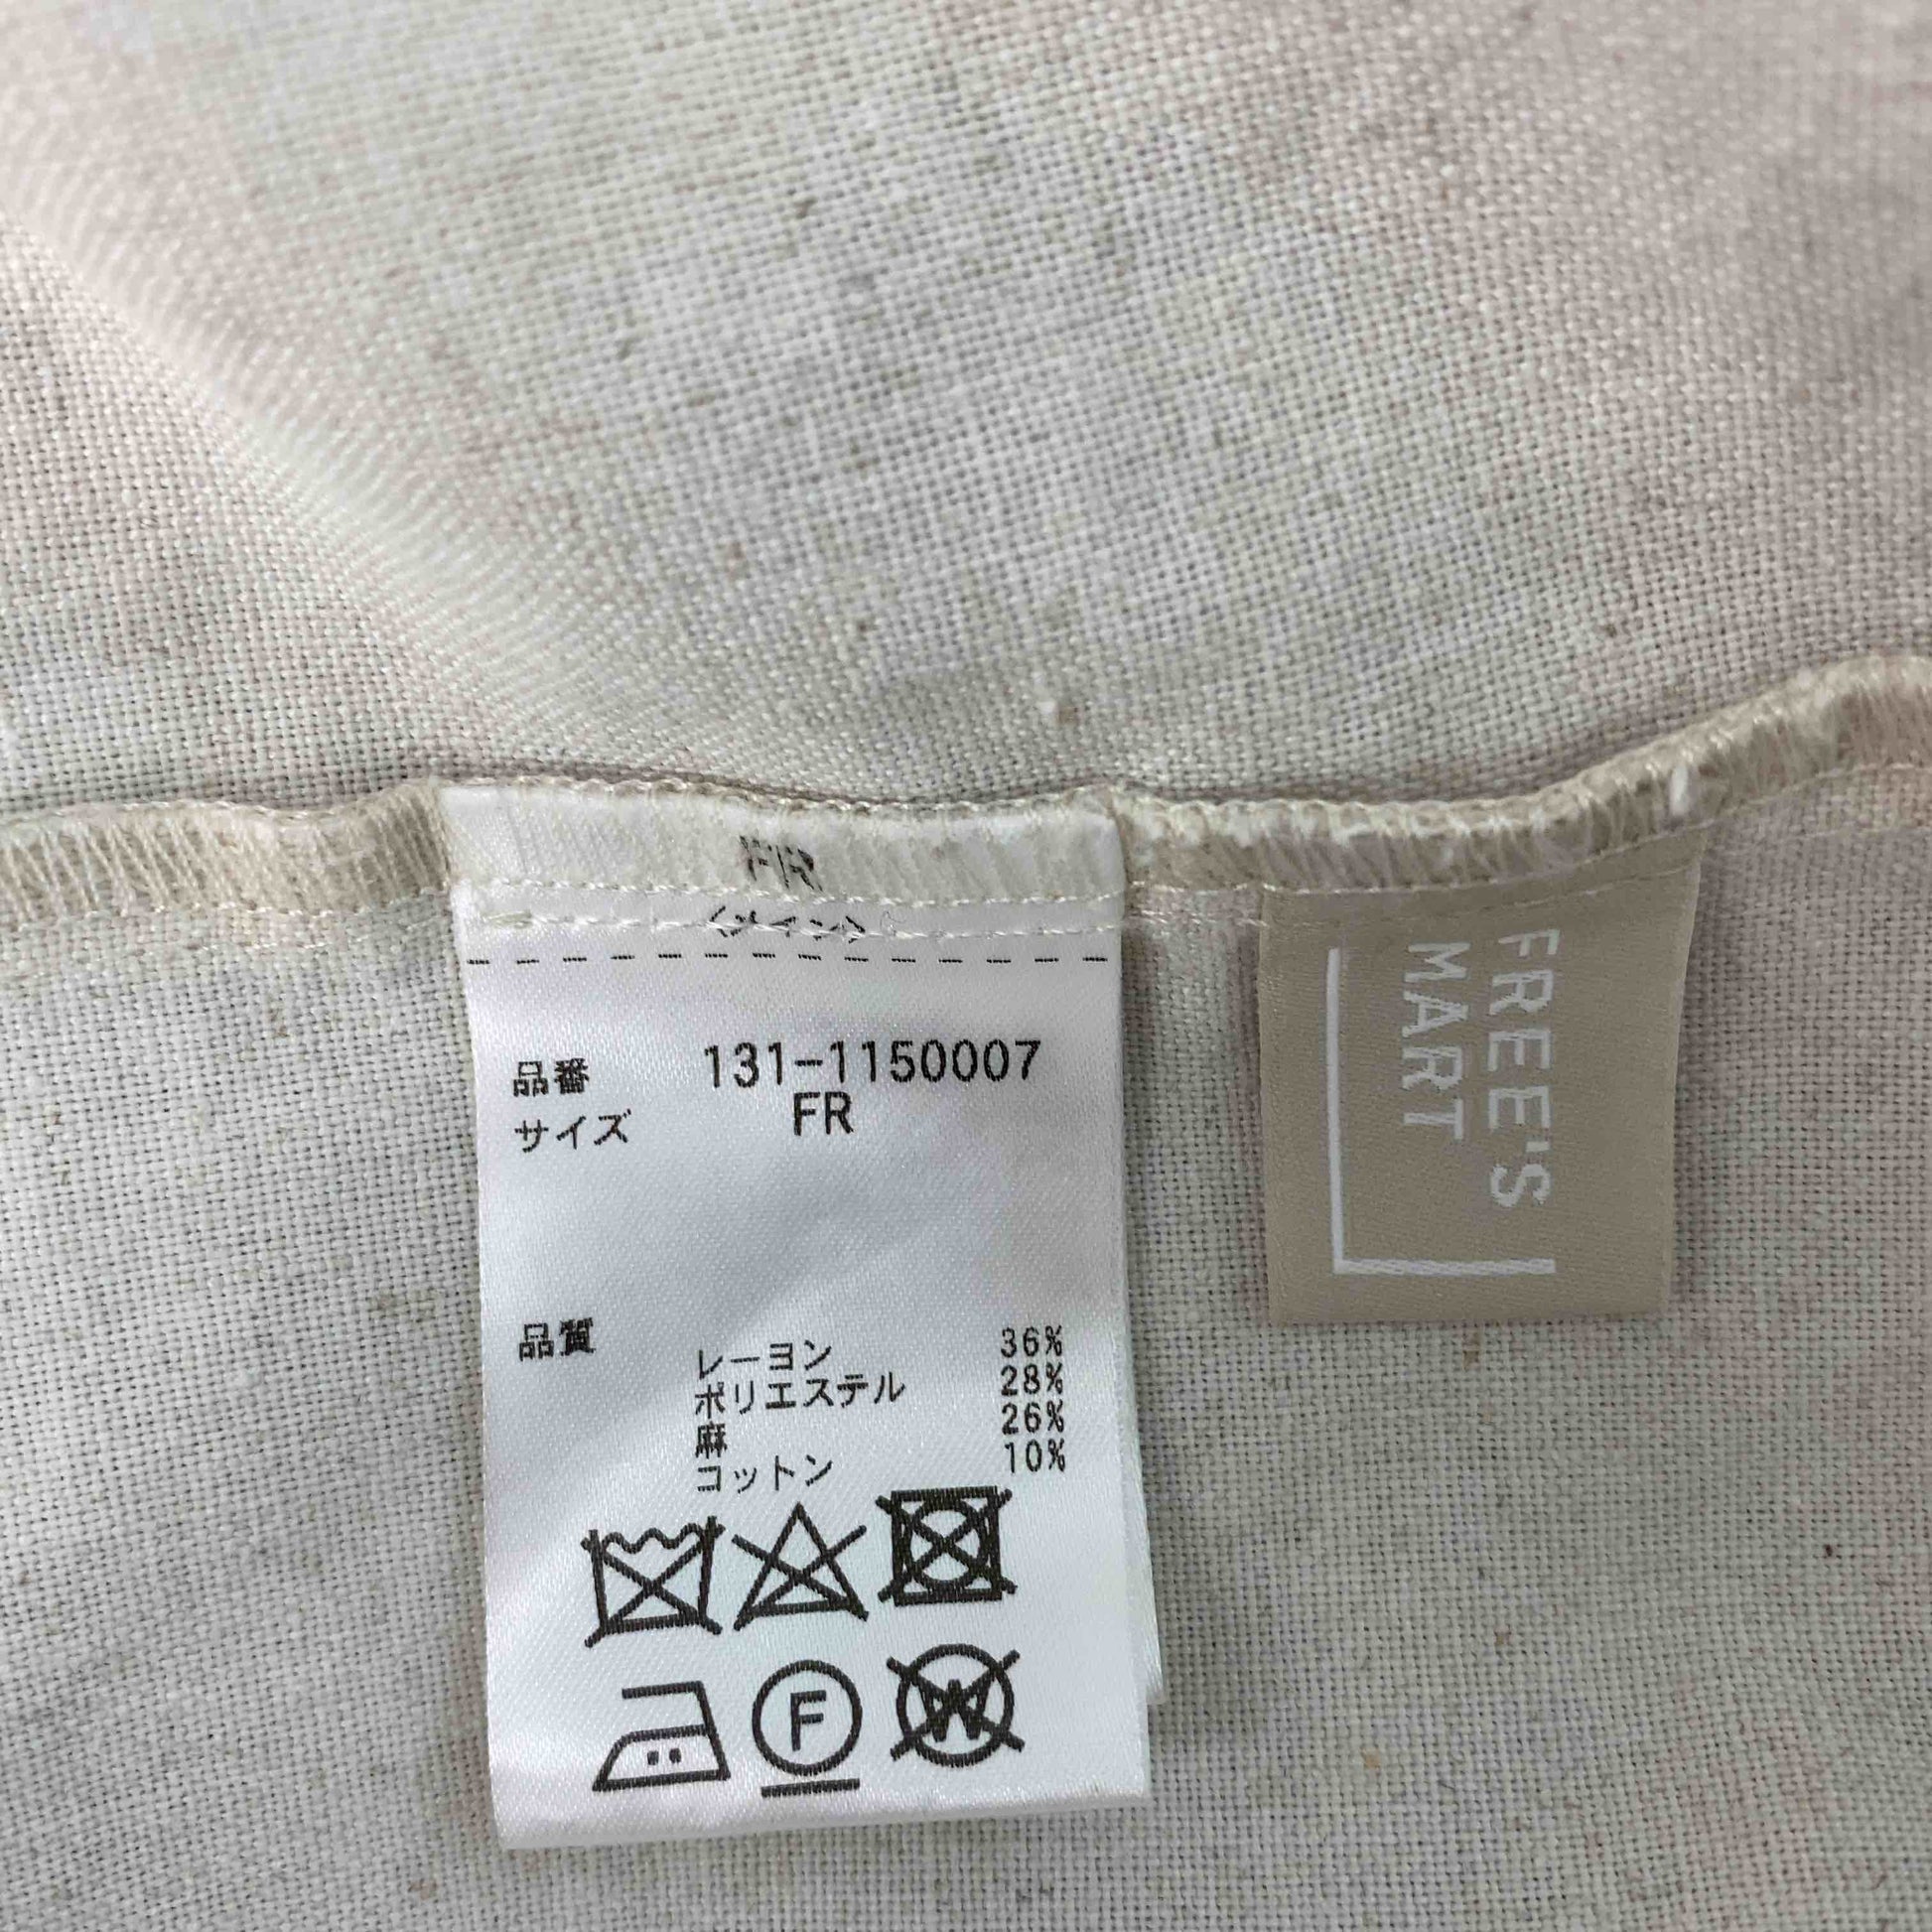 FR
〈メイン〉
品番 131-1150007
サイズ FR
品質
レーヨン 36%
ポリエステル 28%
麻 26%
コットン 10%
F
W
FREE'S
MART